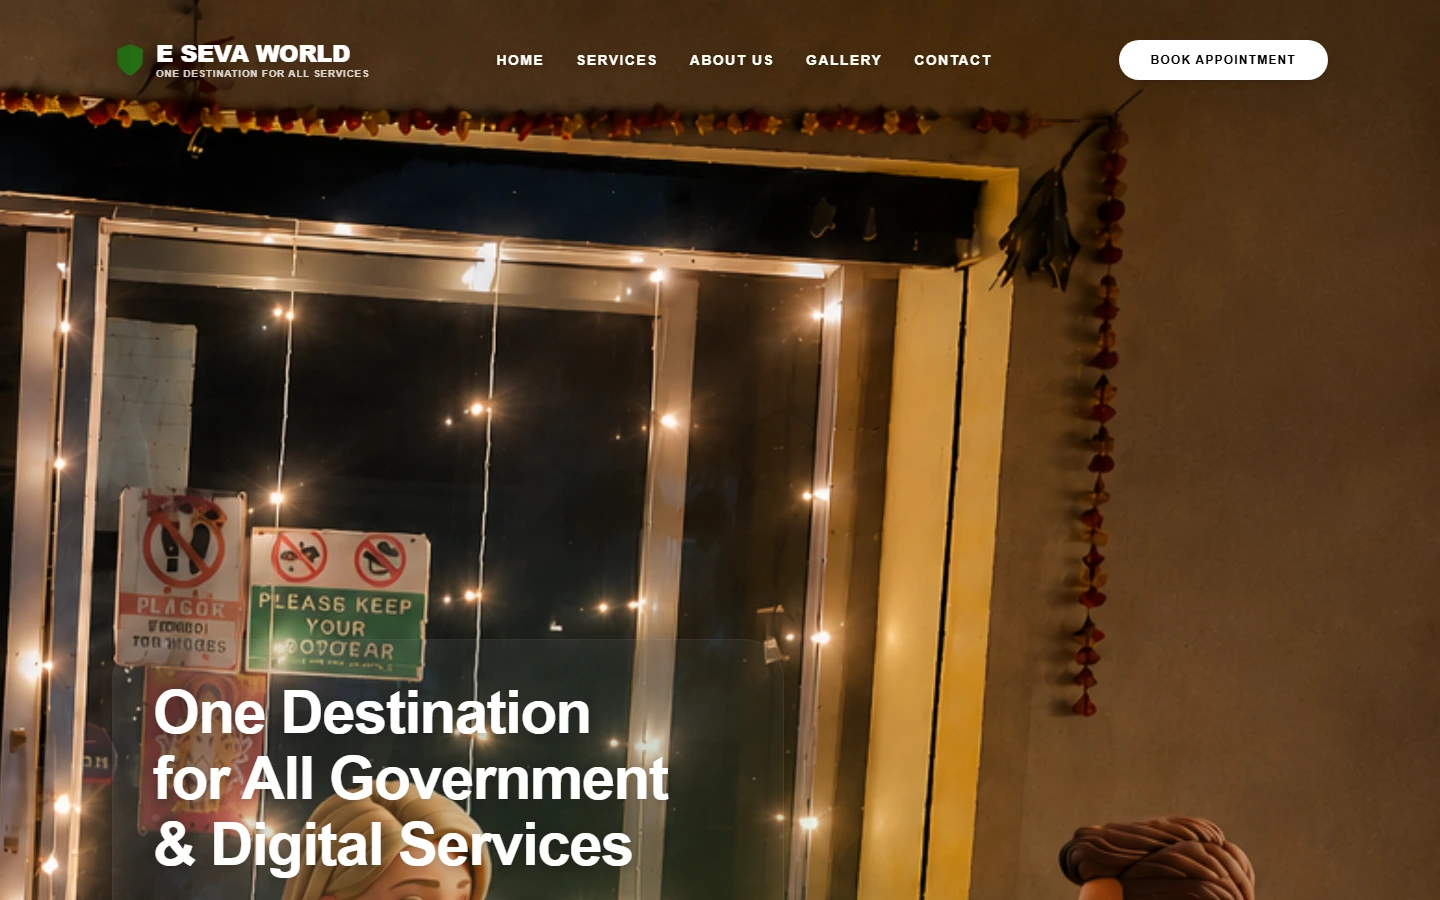 E SEVA WORLD
ONE DESTINATION FOR ALL SERVICES
HOME
SERVICES
ABOUT US
GALLERY
CONTACT
BOOK APPOINTMENT
PLAGOR
PLEASE KEEP
YOUR
One Destination
for All Government
& Digital Services